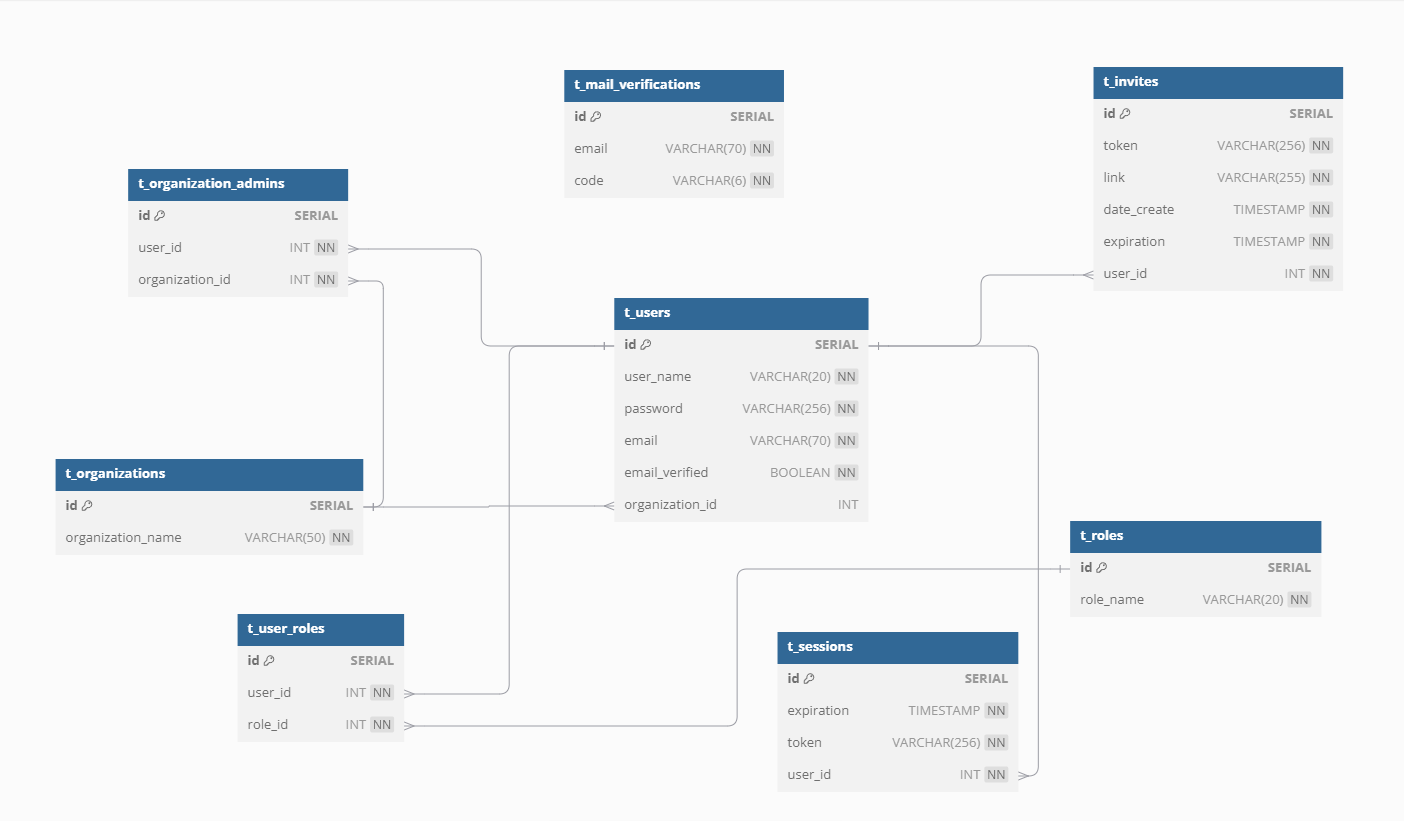 t_mail_verifications
id SERIAL
email VARCHAR(70) NN
code VARCHAR(6) NN
t_invites
id SERIAL
token VARCHAR(256) NN
link VARCHAR(255) NN
date_create TIMESTAMP NN
expiration TIMESTAMP NN
user_id INT NN
t_organization_admins
id SERIAL
user_id INT NN
organization_id INT NN
t_users
id SERIAL
user_name VARCHAR(20) NN
password VARCHAR(256) NN
email VARCHAR(70) NN
email_verified BOOLEAN NN
organization_id INT
t_organizations
id SERIAL
organization_name VARCHAR(50) NN
t_roles
id SERIAL
role_name VARCHAR(20) NN
t_user_roles
id SERIAL
user_id INT NN
role_id INT NN
t_sessions
id SERIAL
expiration TIMESTAMP NN
token VARCHAR(256) NN
user_id INT NN